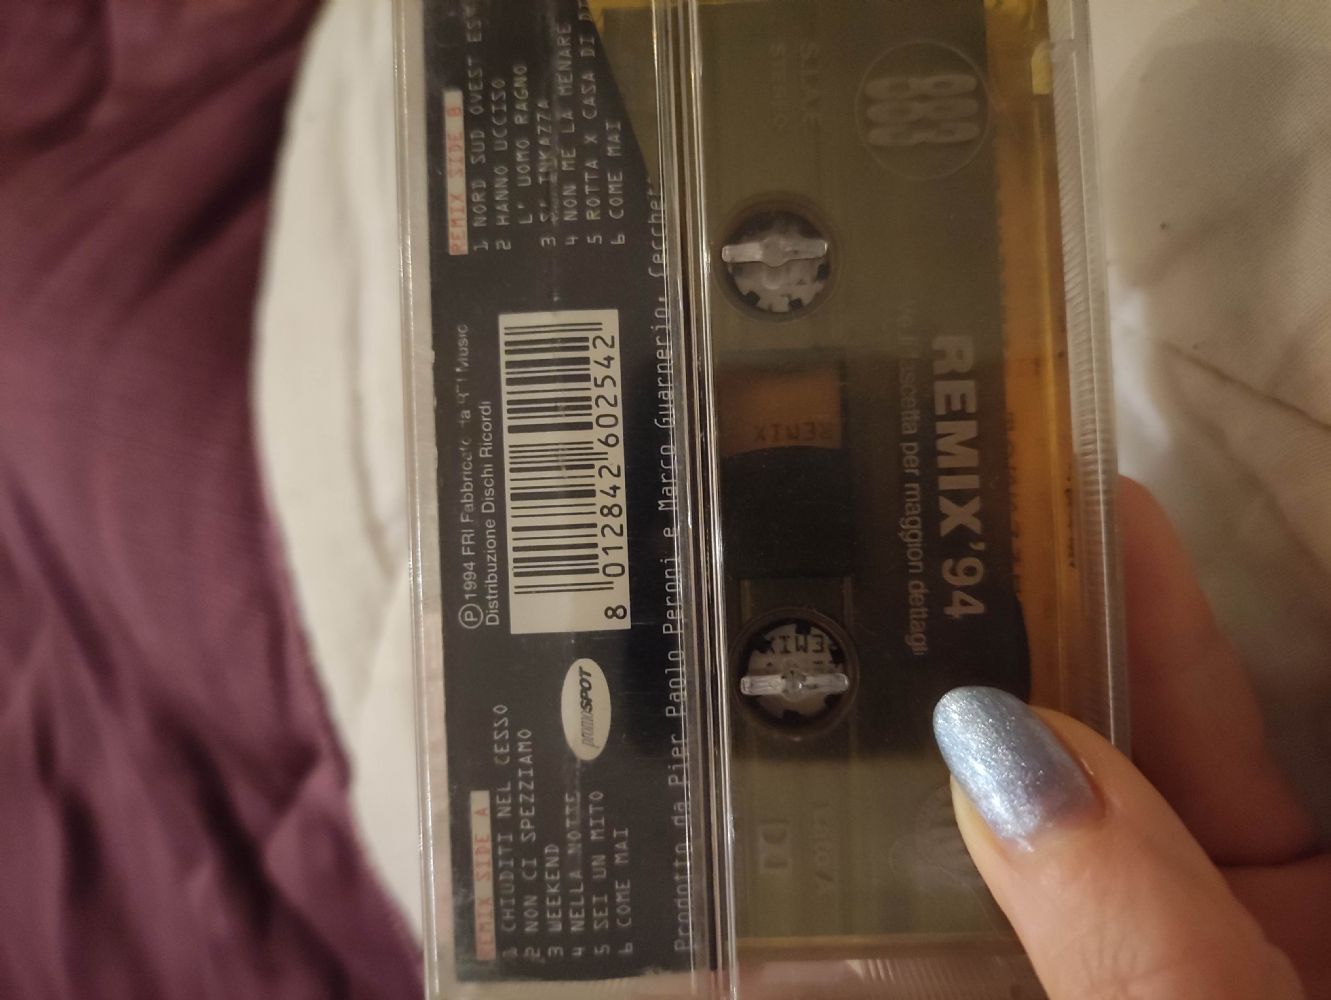 REMIX SIDE A
1 CHIUDITI NEL CESSO
2 NON CI SPEZZIAMO
3 WEEKEND
4 NELLA NOTTE
5 SEI UN MITO
6 COME MAI
promoSPOT
Ⓟ 1994 FRI Music
Distribuzione Dischi Ricordi
8 012842 602542
REMIX SIDE B
1 NORD SUD OVEST EST
2 HANNO UCCISO
L' UOMO RAGNO
3 S' INKAZZA
4 NON ME LA MENARE
5 ROTTA X CASA DI
6 COME MAI
Prodotto da Pier Paolo Peroni e Marco Guarnerio,
883
REMIX
REMIX
per maggiori dettagli
REMIX '94